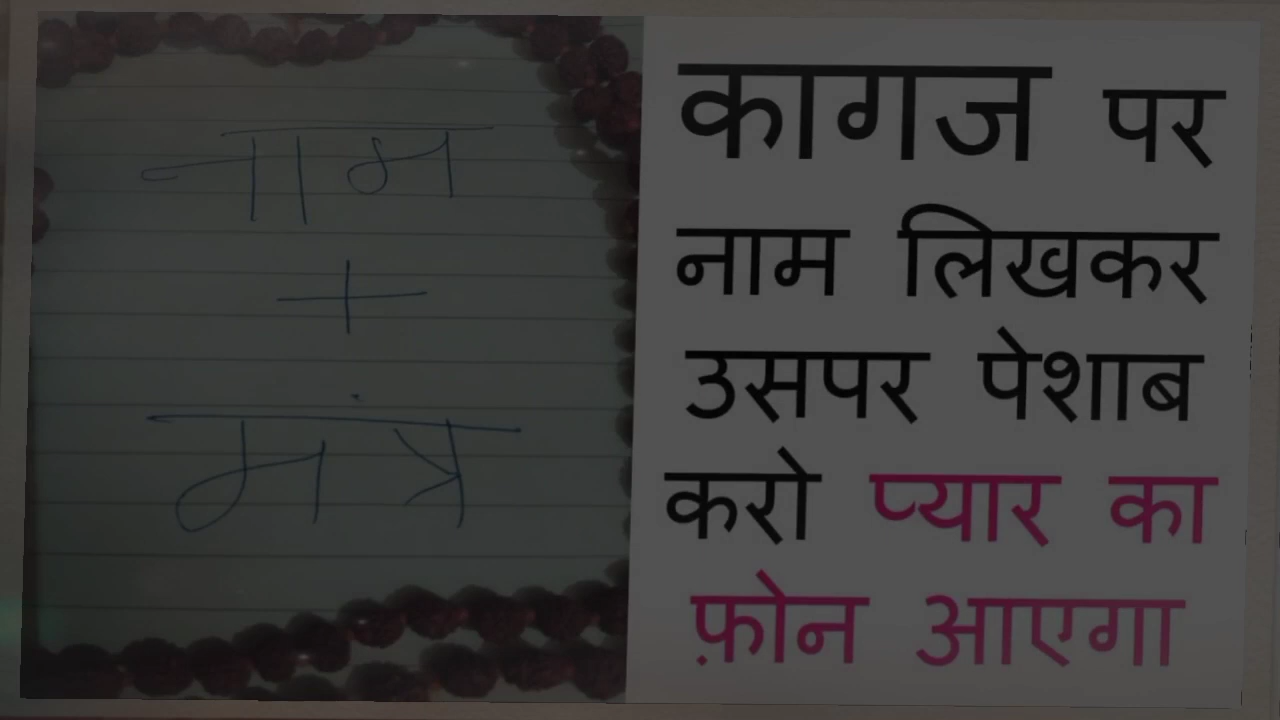 नाम
+
मंत्र
कागज पर
नाम लिखकर
उसपर पेशाब
करो प्यार का
फ़ोन आएगा